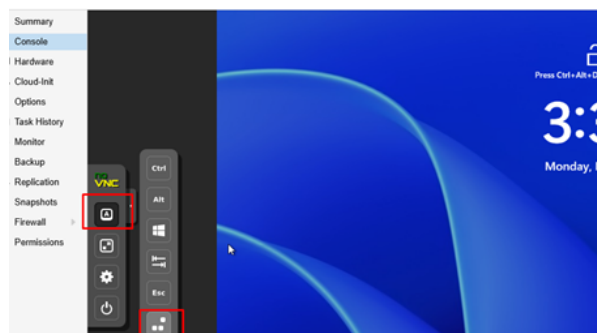 Summary
Console
Hardware
Cloud-Init
Options
Task History
Monitor
Backup
Replication
Snapshots
Firewall
Permissions
noVNC
A
Ctrl
Alt
Esc
Press Ctrl+Alt+D
3:3
Monday,